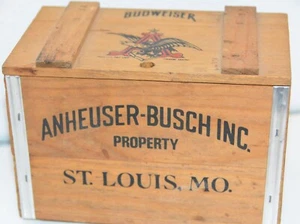 BUDWEISER
ANHEUSER-BUSCH INC.
PROPERTY
ST. LOUIS, MO.